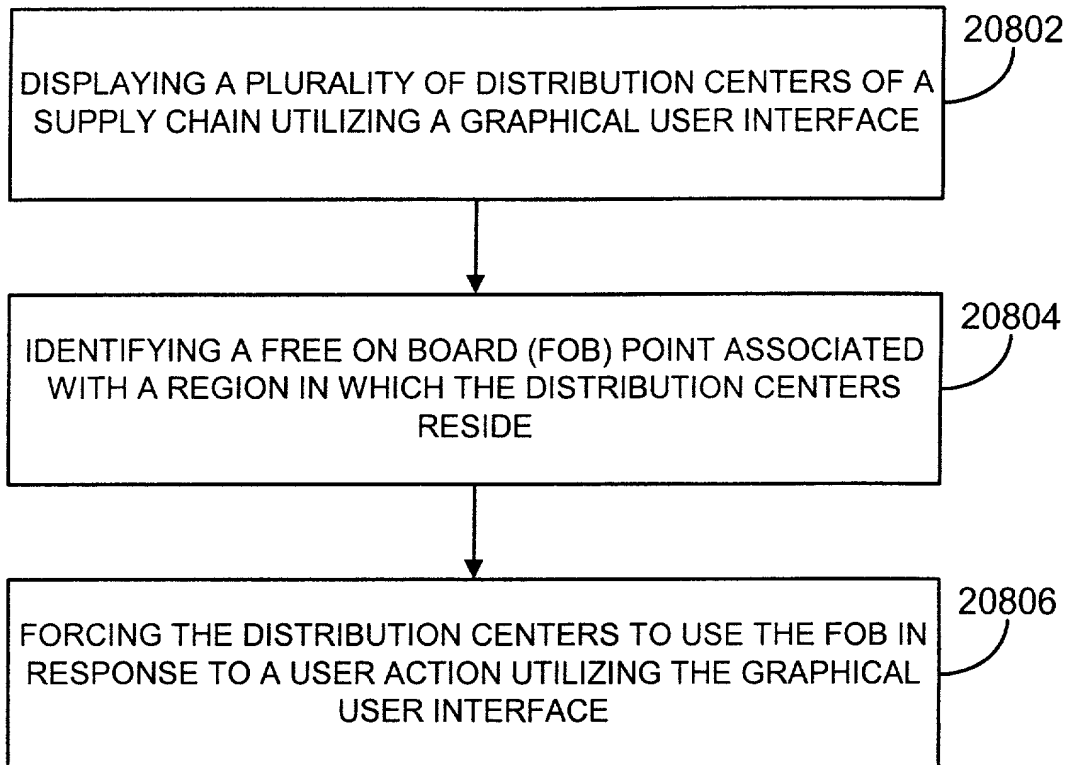 20802
DISPLAYING A PLURALITY OF DISTRIBUTION CENTERS OF A
SUPPLY CHAIN UTILIZING A GRAPHICAL USER INTERFACE
20804
IDENTIFYING A FREE ON BOARD (FOB) POINT ASSOCIATED
WITH A REGION IN WHICH THE DISTRIBUTION CENTERS
RESIDE
20806
FORCING THE DISTRIBUTION CENTERS TO USE THE FOB IN
RESPONSE TO A USER ACTION UTILIZING THE GRAPHICAL
USER INTERFACE